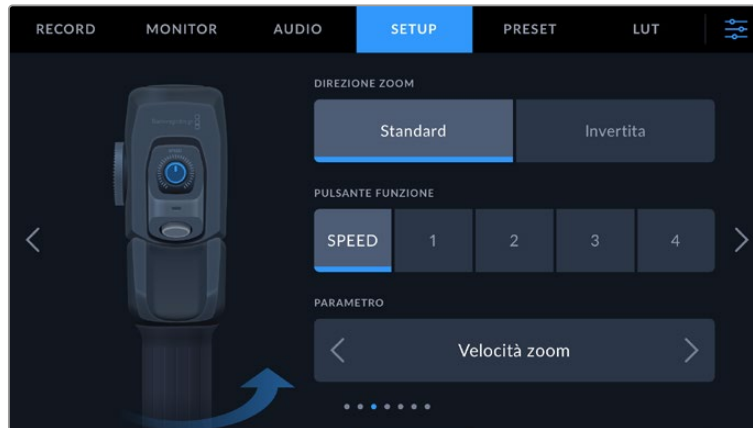 RECORD MONITOR AUDIO SETUP PRESET LUT
DIREZIONE ZOOM
Standard Invertita
PULSANTE FUNZIONE
SPEED 1 2 3 4
PARAMETRO
Velocità zoom